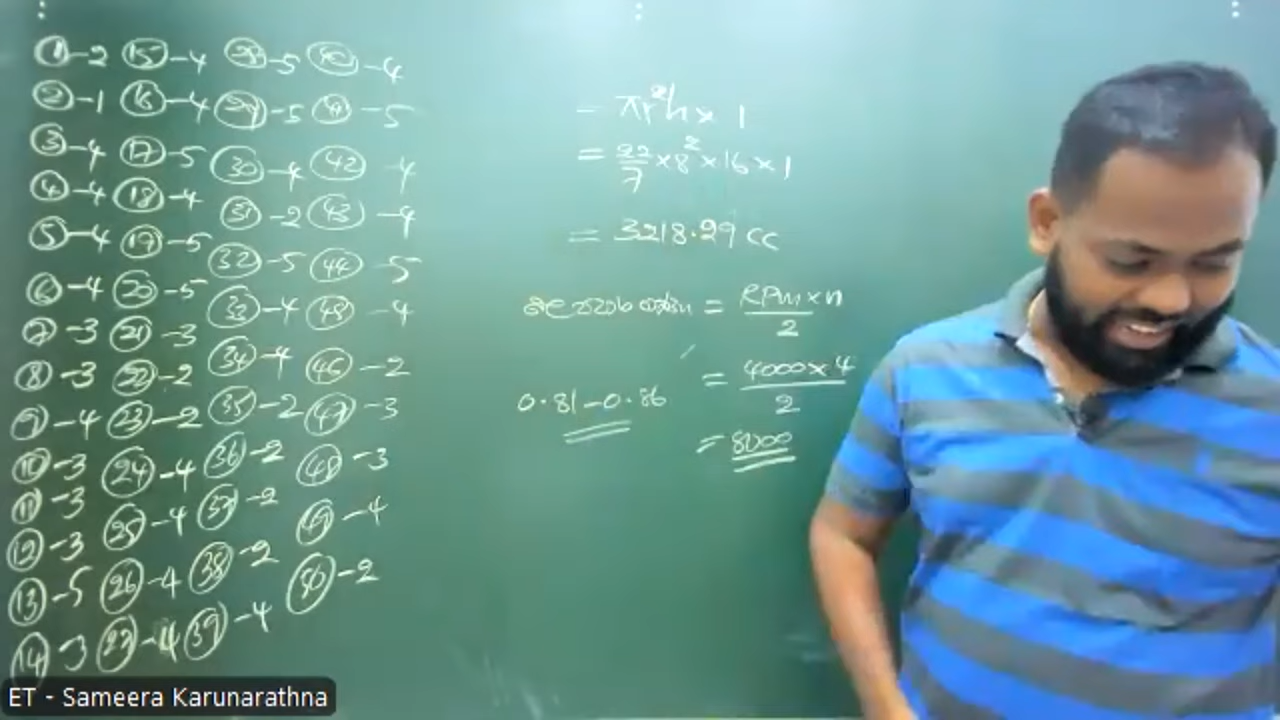 ①-2 ⑮-4 ㉘-5 ㊵-4
②-1 ⑯-4 ㉙-5 ㊶-5
③-4 ⑰-5 ㉚-4 ㊷-4
④-4 ⑱-4 ㉛-2 ㊸-4
⑤-4 ⑲-5 ㉜-5 ㊹-5
⑥-4 ⑳-5 ㉝-4 ㊺-4
⑦-3 ㉑-3 ㉞-4 ㊻-2
⑧-3 ㉒-2 ㉟-2 ㊼-3
⑨-4 ㉓-2 ㊱-2 ㊽-3
⑩-3 ㉔-4 ㊲-2 ㊾-4
⑪-3 ㉕-4 ㊳-2 ㊿-2
⑫-3 ㉖-4 ㊴-4
⑬-5 ㉗-4
⑭-3
= πr²h × 1
= 22/7 × 8² × 16 × 1
= 3218.29 cc
= RPM × n / 2
= 4000 × 4 / 2
0.81 - 0.86
= 8000
ET - Sameera Karunarathna